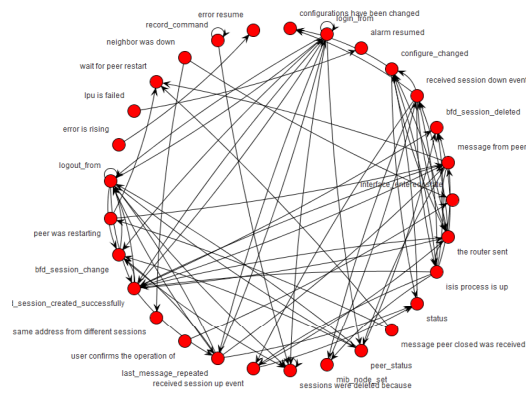 configurations have been changed
error resume
login_from
record_command
alarm resumed
neighbor was down
configure_changed
wait for peer restart
received session down event
lpu is failed
bfd_session_deleted
error is rising
message from peer
logout_from
interface_entered_state
peer was restarting
the router sent
bfd_session_change
isis process is up
l_session_created_successfully
status
same address from different sessions
message peer closed was received
user confirms the operation of
peer_status
last_message_repeated
mib_node_set
received session up event
sessions were deleted because